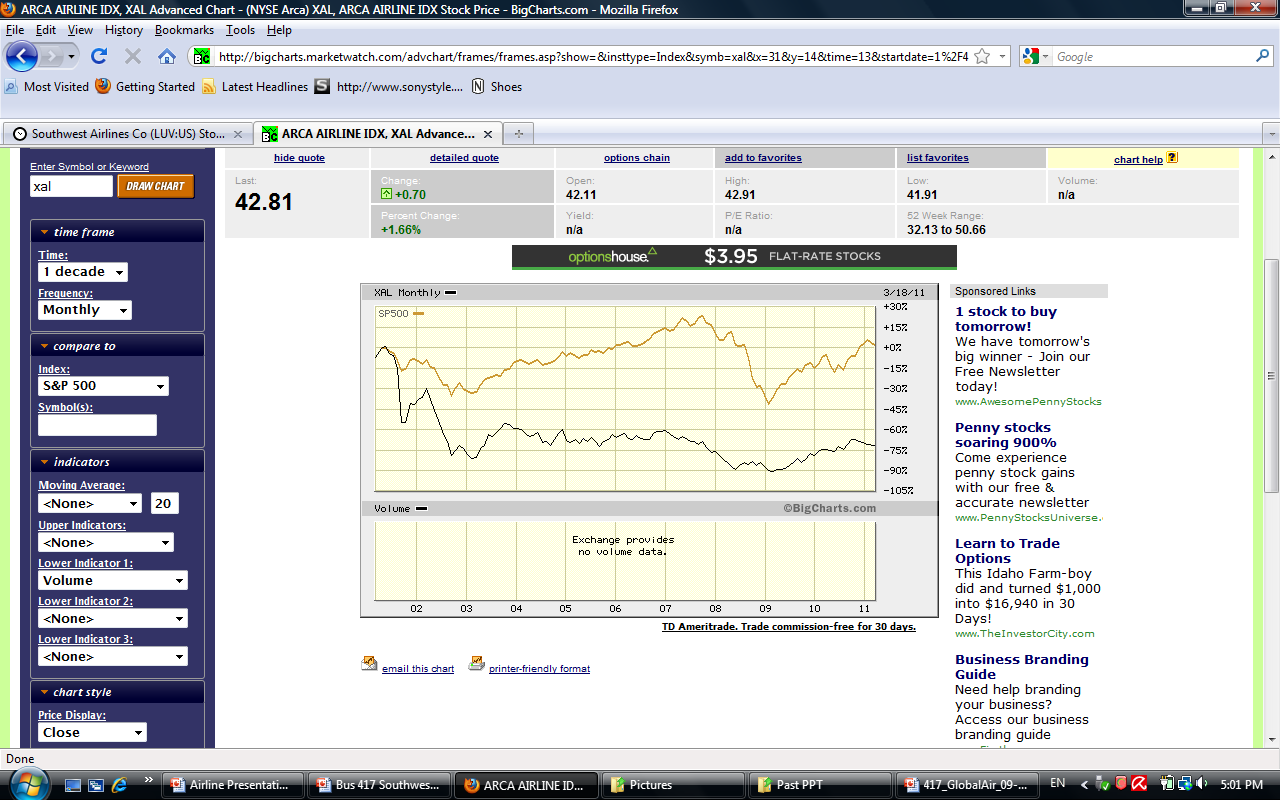 ARCA AIRLINE IDX, XAL Advanced Chart - (NYSE Arca) XAL, ARCA AIRLINE IDX Stock Price - BigCharts.com - Mozilla Firefox
File Edit View History Bookmarks Tools Help
http://bigcharts.marketwatch.com/advchart/frames/frames.asp?show=&insttype=Index&symb=xal&x=31&y=14&time=13&startdate=1%2F4
Google
Most Visited Getting Started Latest Headlines http://www.sonystyle.... Shoes
Southwest Airlines Co (LUV:US) Sto...
ARCA AIRLINE IDX, XAL Advance...
Enter Symbol or Keyword
xal DRAW CHART
time frame
Time:
1 decade
Frequency:
Monthly
compare to
Index:
S&P 500
Symbol(s):
indicators
Moving Average:
<None> 20
Upper Indicators:
<None>
Lower Indicator 1:
Volume
Lower Indicator 2:
<None>
Lower Indicator 3:
<None>
chart style
Price Display:
Close
hide quote detailed quote options chain add to favorites list favorites chart help ?
Last: Change: Open: High: Low: Volume:
42.81 +0.70 42.11 42.91 41.91 n/a
Percent Change: Yield: P/E Ratio: 52 Week Range:
+1.66% n/a n/a 32.13 to 50.66
optionshouse. $3.95 FLAT-RATE STOCKS
XAL Monthly 3/18/11
SP500
+30%
+15%
+0%
-15%
-30%
-45%
-60%
-75%
-90%
-105%
Volume ©BigCharts.com
Exchange provides
no volume data.
02 03 04 05 06 07 08 09 10 11
TD Ameritrade. Trade commission-free for 30 days.
email this chart printer-friendly format
Sponsored Links
1 stock to buy
tomorrow!
We have tomorrow's
big winner - Join our
Free Newsletter
today!
www.AwesomePennyStocks
Penny stocks
soaring 900%
Come experience
penny stock gains
with our free &
accurate newsletter
www.PennyStocksUniverse.
Learn to Trade
Options
This Idaho Farm-boy
did and turned $1,000
into $16,940 in 30
Days!
www.TheInvestorCity.com
Business Branding
Guide
Need help branding
your business?
Access our business
branding guide
Done
Airline Presentati... Bus 417 Southwes... ARCA AIRLINE ID... Pictures Past PPT 417_GlobalAir_09-... EN 5:01 PM